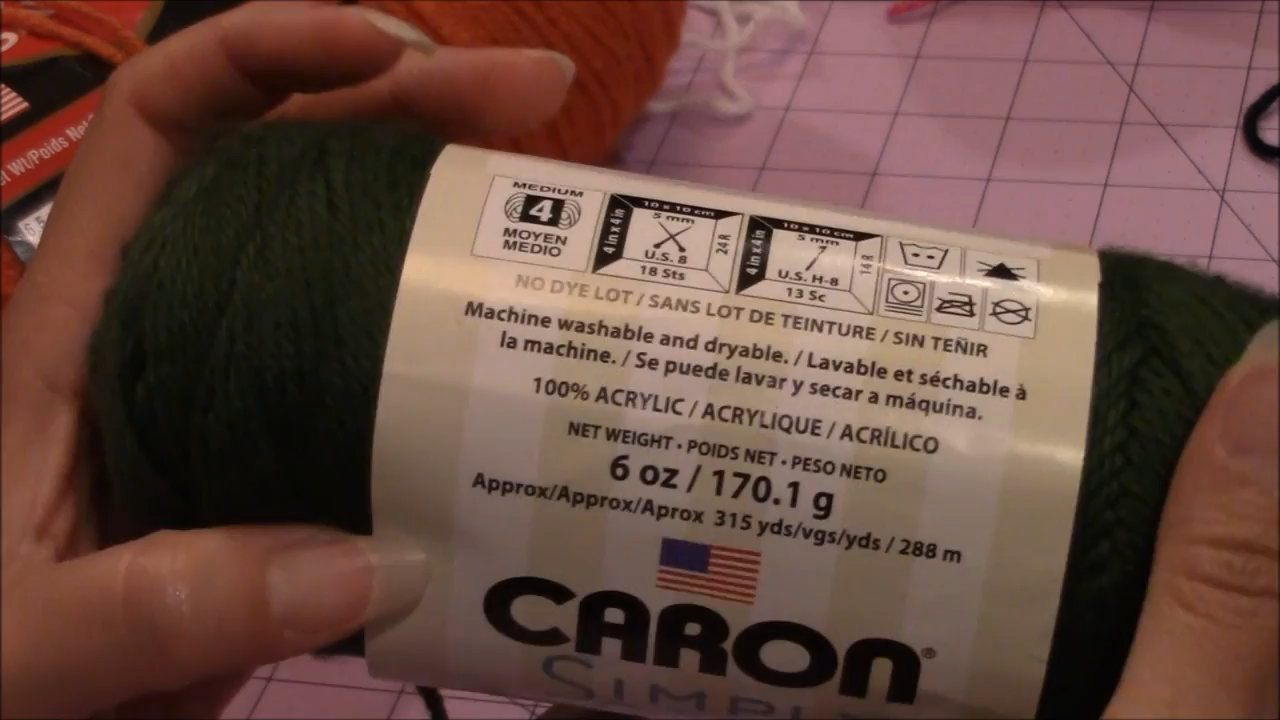 Wt/Poids Net
MEDIUM
4
MOYEN
MEDIO
10 x 10 cm
4 in x 4 in
5 mm
24 R
U.S. 8
18 Sts
10 x 10 cm
4 in x 4 in
5 mm
14 R
U.S. H-8
13 Sc
NO DYE LOT / SANS LOT DE TEINTURE / SIN TEÑIR
Machine washable and dryable. / Lavable et séchable à
la machine. / Se puede lavar y secar a máquina.
100% ACRYLIC / ACRYLIQUE / ACRÍLICO
NET WEIGHT • POIDS NET • PESO NETO
6 oz / 170.1 g
Approx/Approx/Aprox 315 yds/vgs/yds / 288 m
CARON®
SIMPL